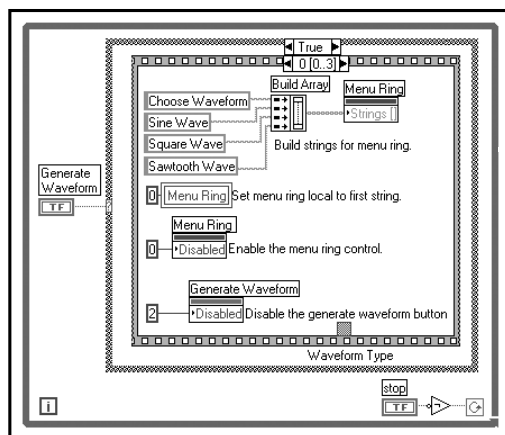 True
0 [0..3]
Build Array
Menu Ring
Choose Waveform
Strings []
Sine Wave
Square Wave
Build strings for menu ring.
Sawtooth Wave
Generate
Waveform
TF
0
Menu Ring
Set menu ring local to first string.
Menu Ring
0
Disabled
Enable the menu ring control.
Generate Waveform
2
Disabled
Disable the generate waveform button
Waveform Type
stop
i
TF